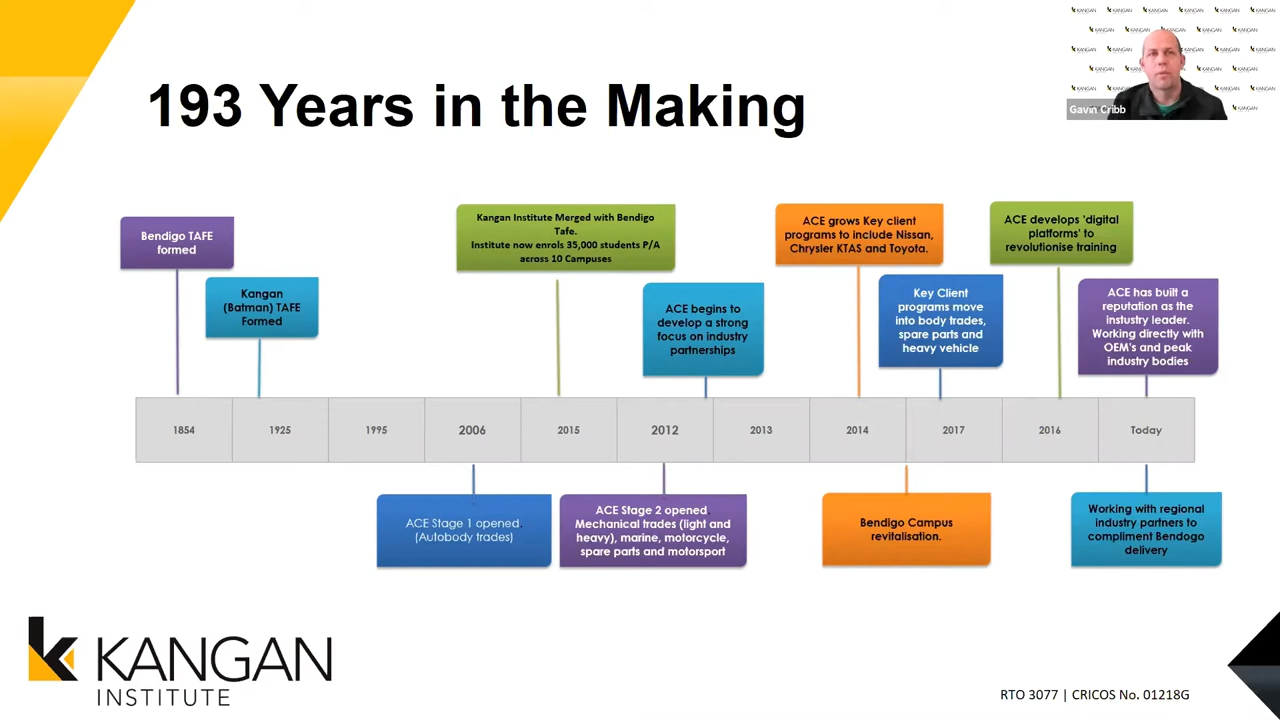 193 Years in the Making
Gavin Cribb
Bendigo TAFE
formed
Kangan
(Batman) TAFE
Formed
Kangan Institute Merged with Bendigo
Tafe.
Institute now enrols 35,000 students P/A
across 10 Campuses
ACE begins to
develop a strong
focus on industry
partnerships
ACE grows Key client
programs to include Nissan,
Chrysler KTAS and Toyota.
Key Client
programs move
into body trades,
spare parts and
heavy vehicle
ACE develops 'digital
platforms' to
revolutionise training
ACE has built a
reputation as the
instustry leader.
Working directly with
OEM's and peak
industry bodies
1854
1925
1995
2006
2015
2012
2013
2014
2017
2016
Today
ACE Stage 1 opened.
(Autobody trades)
ACE Stage 2 opened.
Mechanical trades (light and
heavy), marine, motorcycle,
spare parts and motorsport
Bendigo Campus
revitalisation.
Working with regional
industry partners to
compliment Bendogo
delivery
KANGAN
INSTITUTE
RTO 3077 | CRICOS No. 01218G